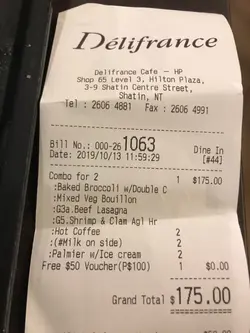 Délifrance
Delifrance Cafe – HP
Shop 65 Level 3, Hilton Plaza,
3-9 Shatin Centre Street,
Shatin, NT
Tel : 2606 4881 Fax : 2606 4991
Bill No.: 000-26 1063 Dine In
Date: 2019/10/13 11:59:29 [#44]
Combo for 2 1 $175.00
:Baked Broccoli w/Double C
:Mixed Veg Bouillon
:G3a.Beef Lasagna
:G5.Shrimp & Clam Agl Hr
:Hot Coffee 2
:(#Milk on side) 2
:Palmier w/Ice cream 2
Free $50 Voucher(P$100) 1 $0.00
Grand Total $175.00